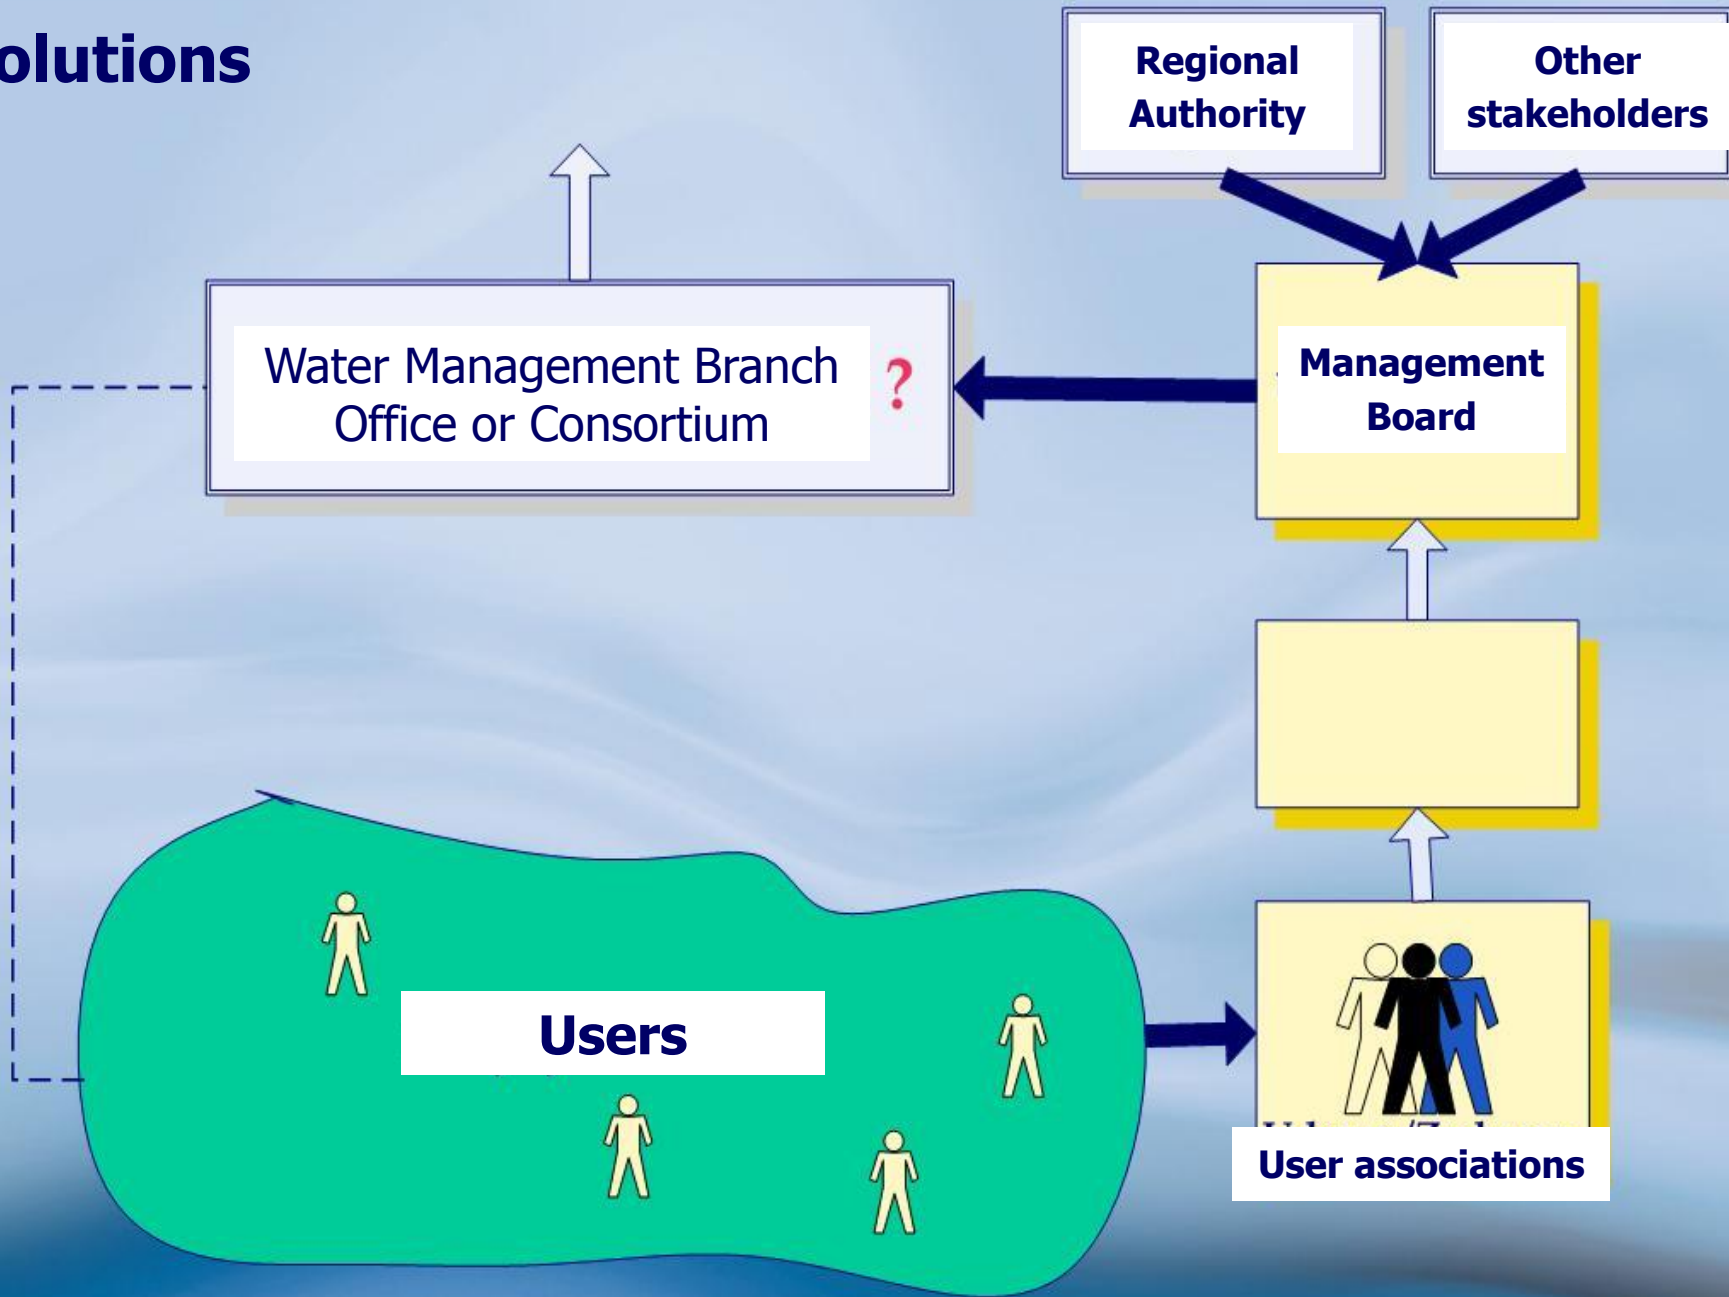 olutions
Regional
Authority
Other
stakeholders
Water Management Branch
Office or Consortium
?
Management
Board
Users
User associations